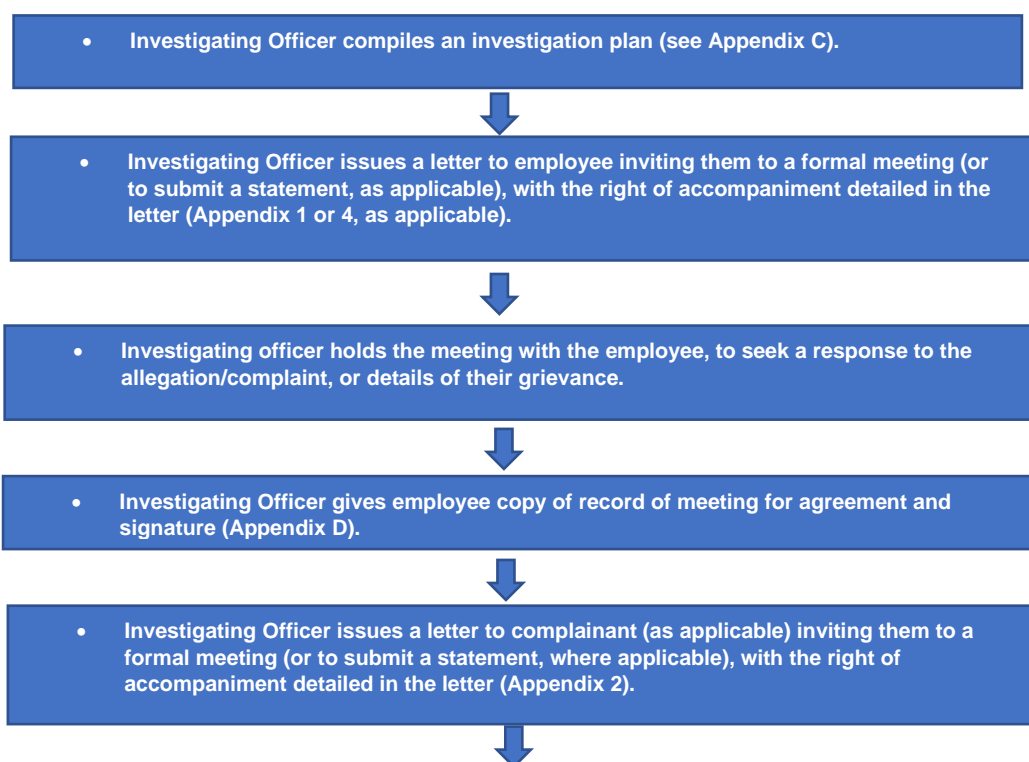 • Investigating Officer compiles an investigation plan (see Appendix C).
• Investigating Officer issues a letter to employee inviting them to a formal meeting (or
to submit a statement, as applicable), with the right of accompaniment detailed in the
letter (Appendix 1 or 4, as applicable).
• Investigating officer holds the meeting with the employee, to seek a response to the
allegation/complaint, or details of their grievance.
• Investigating Officer gives employee copy of record of meeting for agreement and
signature (Appendix D).
• Investigating Officer issues a letter to complainant (as applicable) inviting them to a
formal meeting (or to submit a statement, where applicable), with the right of
accompaniment detailed in the letter (Appendix 2).